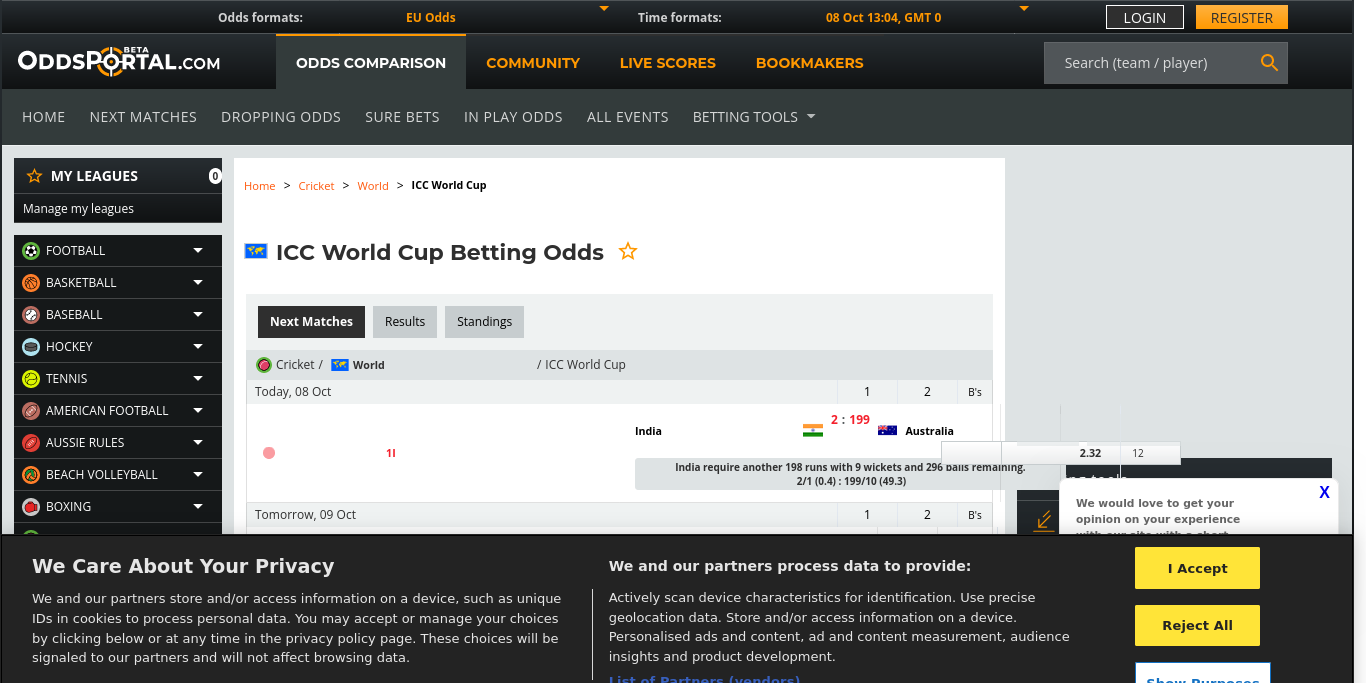 Odds formats: EU Odds Time formats: 08 Oct 13:04, GMT 0 LOGIN REGISTER
ODDSPORTAL.COM BETA
ODDS COMPARISON COMMUNITY LIVE SCORES BOOKMAKERS Search (team / player)
HOME NEXT MATCHES DROPPING ODDS SURE BETS IN PLAY ODDS ALL EVENTS BETTING TOOLS
MY LEAGUES 0
Manage my leagues
FOOTBALL
BASKETBALL
BASEBALL
HOCKEY
TENNIS
AMERICAN FOOTBALL
AUSSIE RULES
BEACH VOLLEYBALL
BOXING
Home > Cricket > World > ICC World Cup
ICC World Cup Betting Odds
Next Matches Results Standings
Cricket / World / ICC World Cup
Today, 08 Oct 1 2 B's
2 : 199
India Australia
1I
2.32 12
India require another 198 runs with 9 wickets and 296 balls remaining.
2/1 (0.4) : 199/10 (49.3)
Tomorrow, 09 Oct 1 2 B's
X
We would love to get your
opinion on your experience
with our site with a short
We Care About Your Privacy
We and our partners store and/or access information on a device, such as unique
IDs in cookies to process personal data. You may accept or manage your choices
by clicking below or at any time in the privacy policy page. These choices will be
signaled to our partners and will not affect browsing data.
We and our partners process data to provide:
Actively scan device characteristics for identification. Use precise
geolocation data. Store and/or access information on a device.
Personalised ads and content, ad and content measurement, audience
insights and product development.
List of Partners (vendors)
I Accept
Reject All
Show Purposes